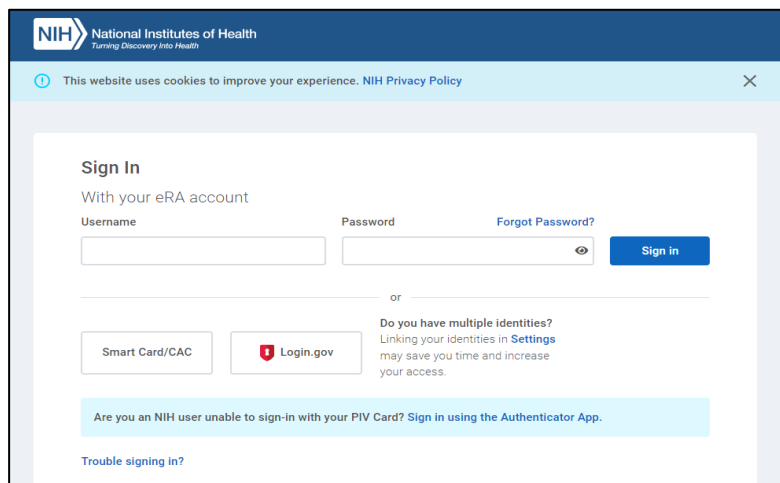 NIH National Institutes of Health
Turning Discovery Into Health
This website uses cookies to improve your experience. NIH Privacy Policy
Sign In
With your eRA account
Username Password Forgot Password?
Sign in
or
Smart Card/CAC
Login.gov
Do you have multiple identities?
Linking your identities in Settings
may save you time and increase
your access.
Are you an NIH user unable to sign-in with your PIV Card? Sign in using the Authenticator App.
Trouble signing in?